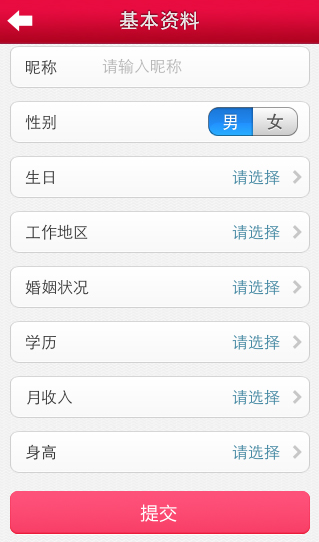 基本资料
昵称 请输入昵称
性别 男 女
生日 请选择
工作地区 请选择
婚姻状况 请选择
学历 请选择
月收入 请选择
身高 请选择
提交